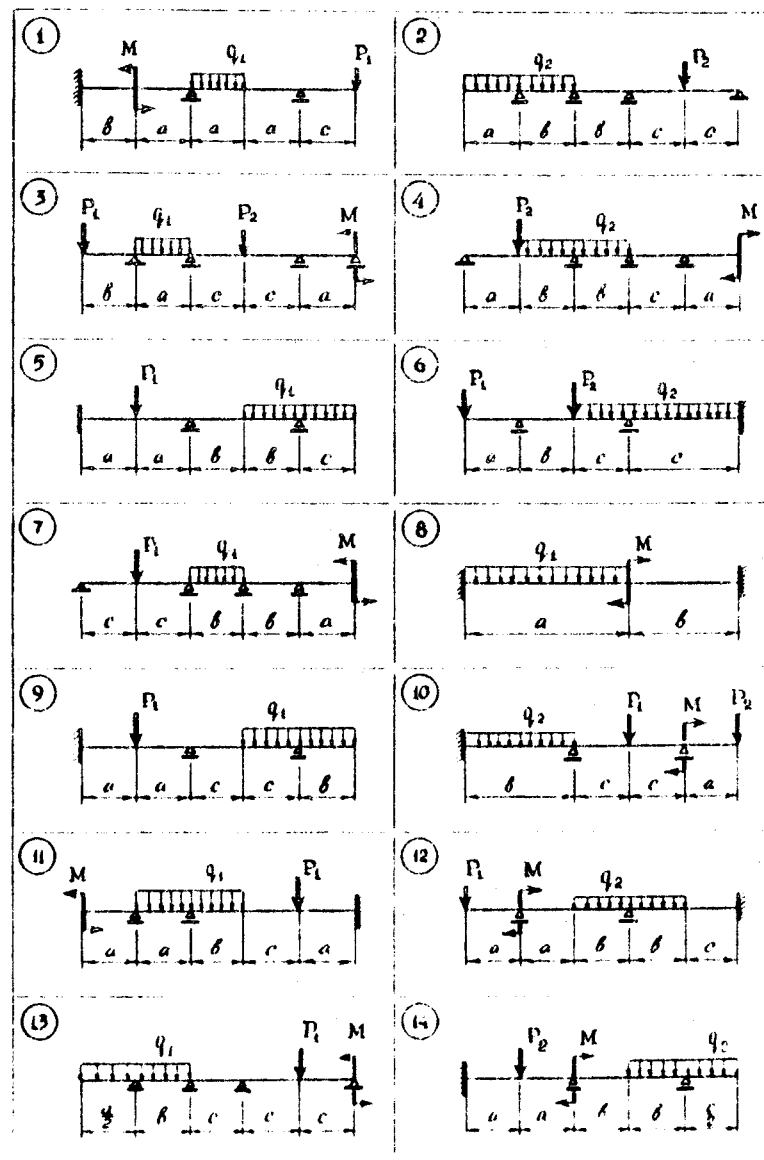 1
M q₁ P₁
в a a a c
2
q₂ P₂
a в в c c
3
P₁ q₁ P₂ M
в a c c a
4
P₂ q₂ M
a в в c a
5
P₁ q₁
a a в в c
6
P₁ P₂ q₂
a в c c
7
P₁ q₁ M
c c в в a
8
q₁ M
a в
9
P₁ q₁
a a c c в
10
q₂ P₁ M P₂
в c c a
11
M q₁ P₁
a a в c a
12
P₁ M q₂
a a в в c
13
q₁ P₁ M
в c c c
14
P₂ M q₂
a a в в